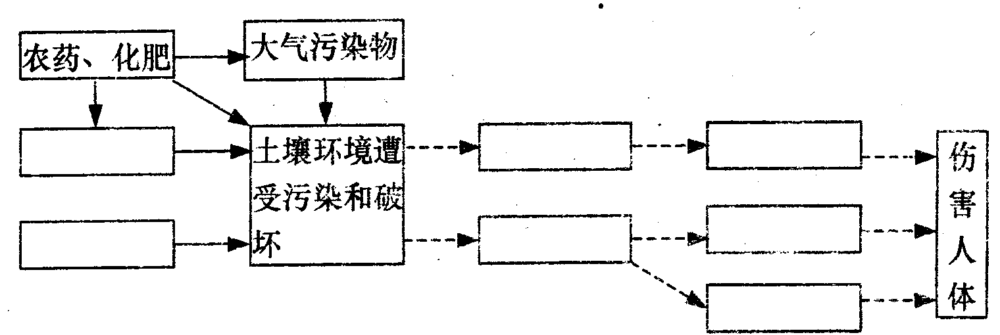 农药、化肥
大气污染物
土壤环境遭
受污染和破
坏
伤
害
人
体